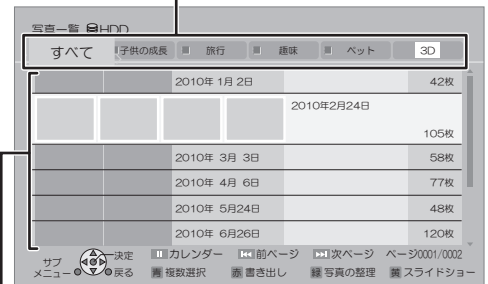 写真一覧 HDD
すべて 子供の成長 旅行 趣味 ペット 3D
2010年 1月 2日 42枚
2010年2月24日
105枚
2010年 3月 3日 58枚
2010年 4月 6日 77枚
2010年 5月24日 48枚
2010年 6月26日 120枚
決定 カレンダー 前ページ 次ページ ページ0001/0002
サブメニュー 戻る 青 複数選択 赤 書き出し 緑 写真の整理 黄 スライドショー